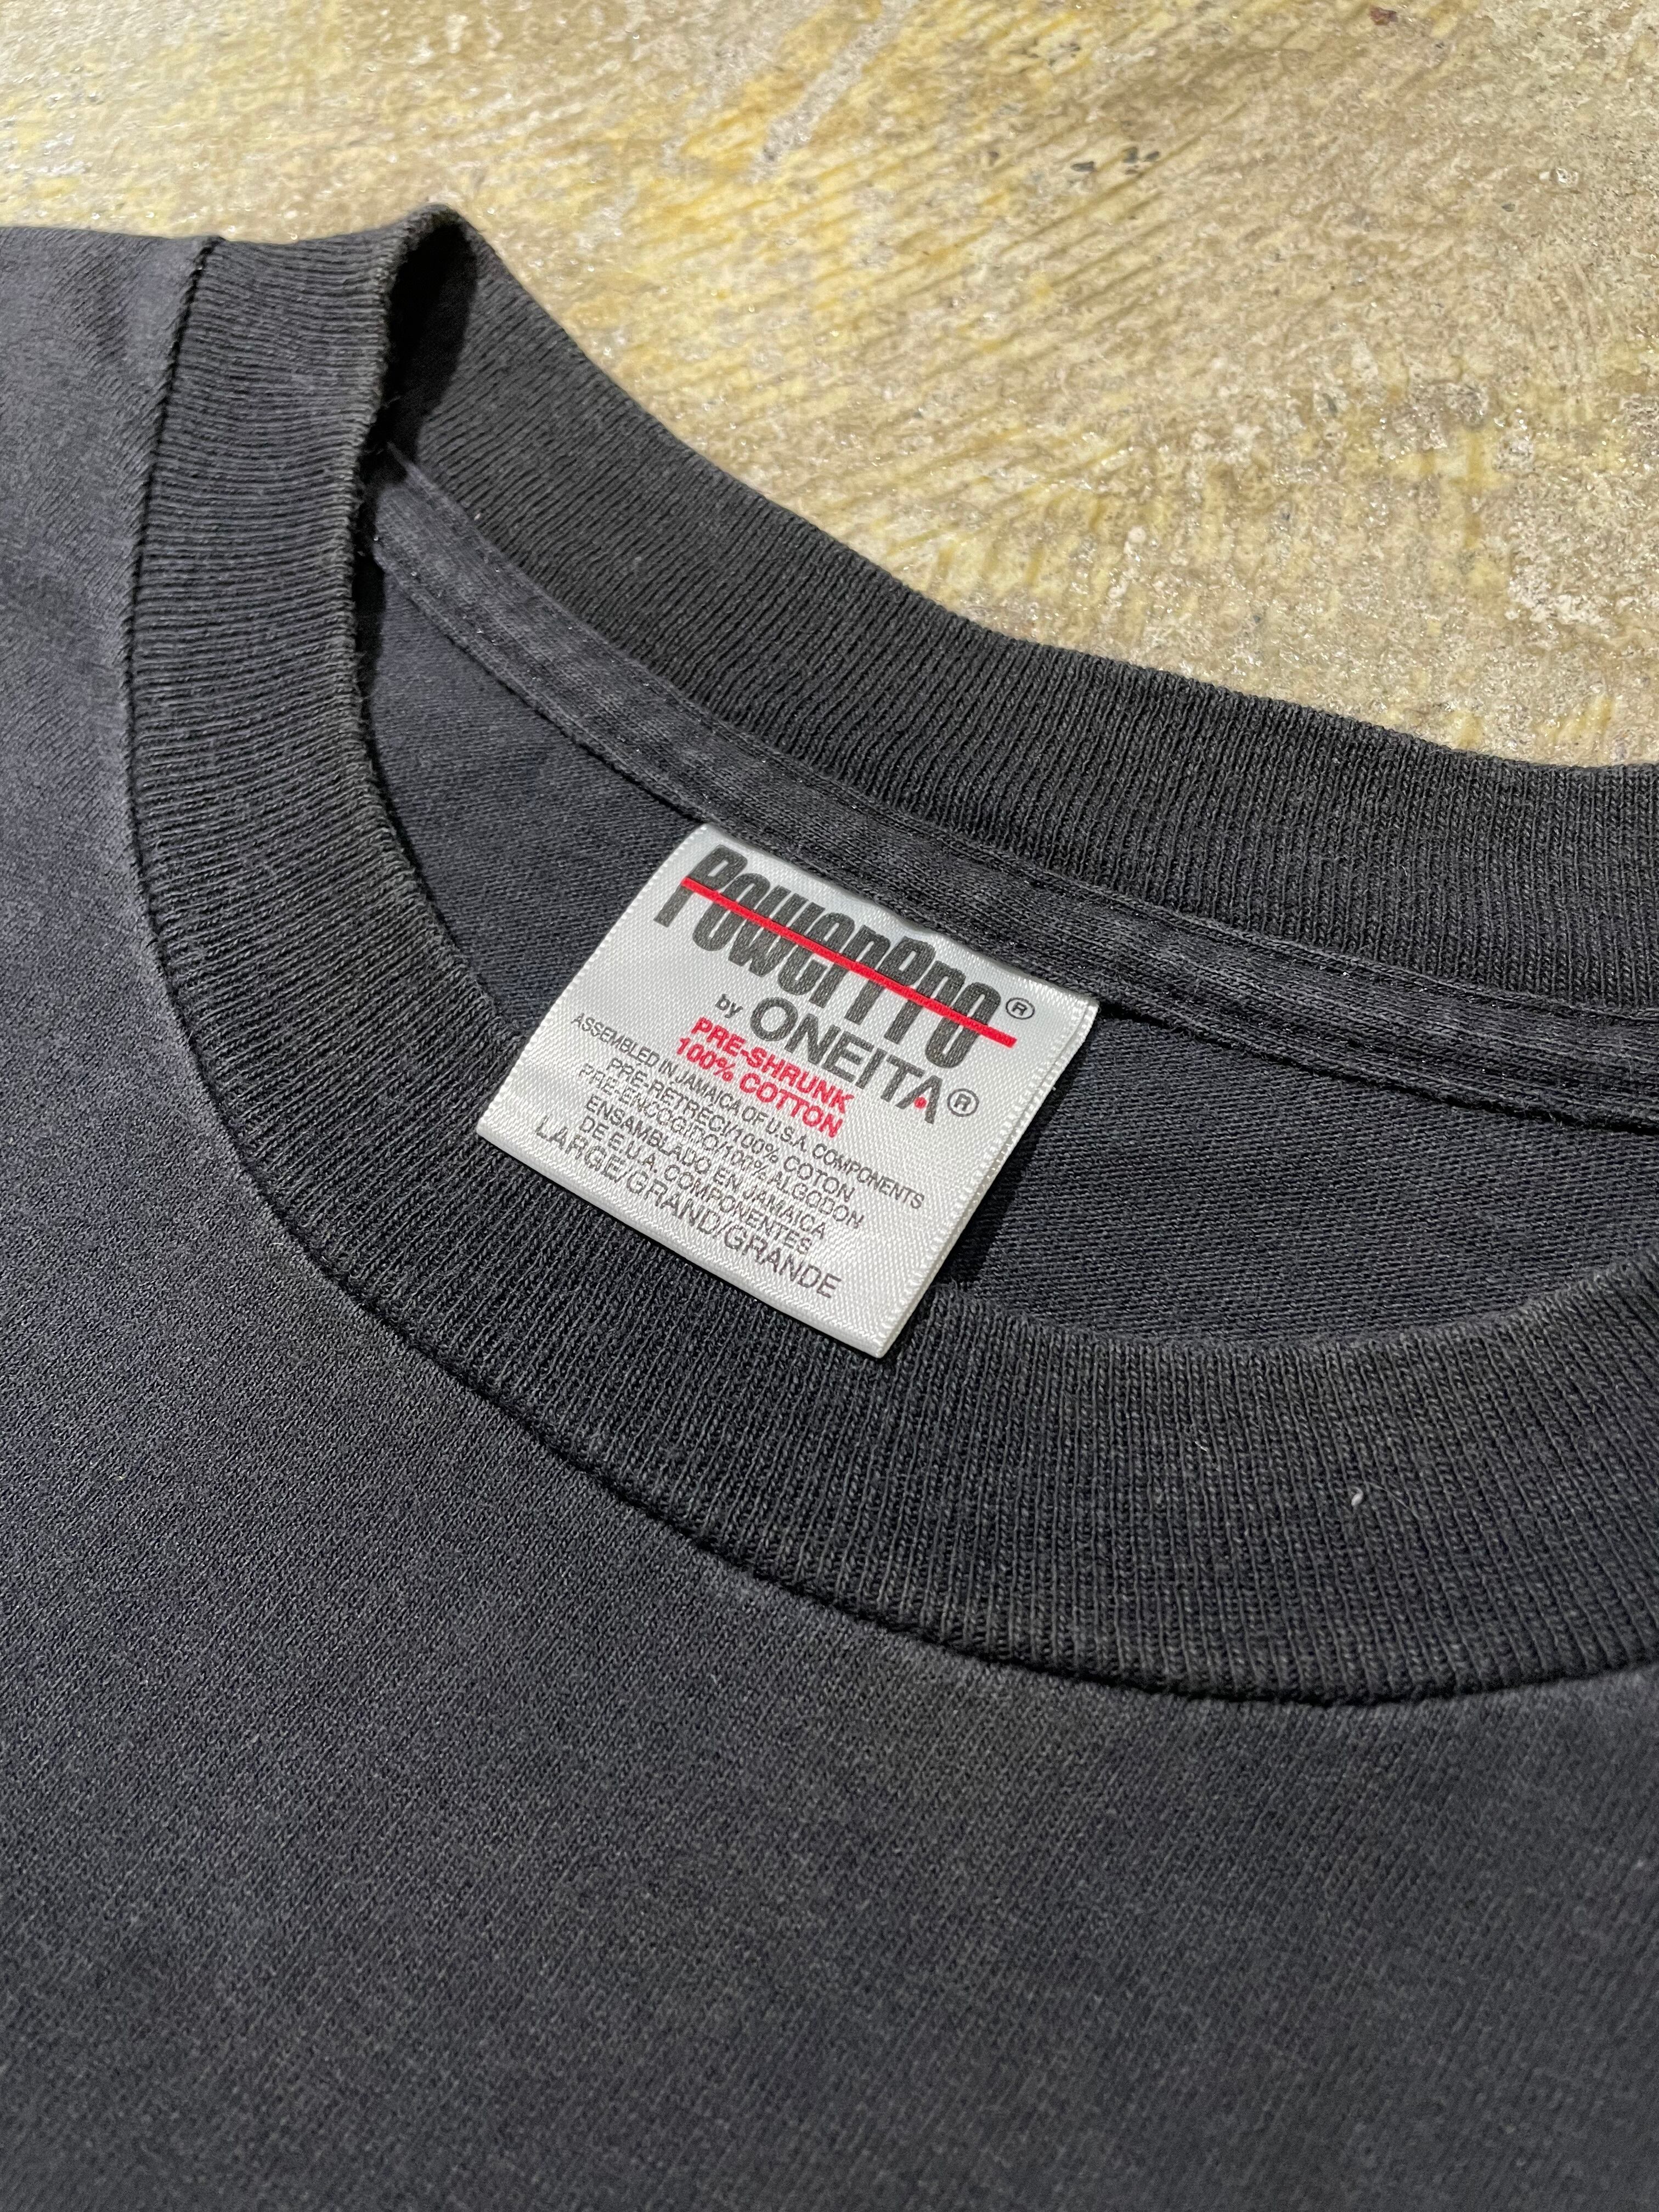 PowerPro®
by ONEITA®
PRE-SHRUNK
100% COTTON
ASSEMBLED IN JAMAICA OF U.S.A. COMPONENTS
PRE-RETRECI/100% COTON
PRE-ENCOGIDO/100% ALGODON
ENSAMBLADO EN JAMAICA
DE E.U.A. COMPONENTES
LARGE/GRAND/GRANDE